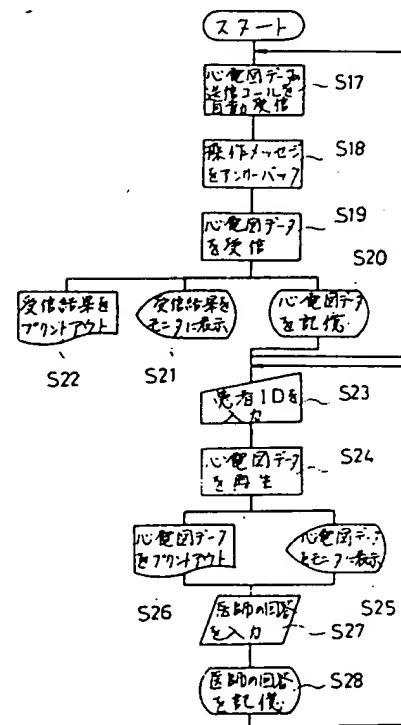 スタート
心電図データ
送信コールを
自動受信
S17
操作メッセージ
をアンサーバック
S18
心電図データ
を受信
S19
S20
受信結果を
プリントアウト
受信結果を
モニタに表示
心電図データ
を記憶
S22
S21
患者IDを
入力
S23
心電図データ
を再生
S24
心電図データ
をプリントアウト
心電図データ
をモニタに表示
S26
S25
医師の回答
を入力
S27
医師の回答
を記憶
S28